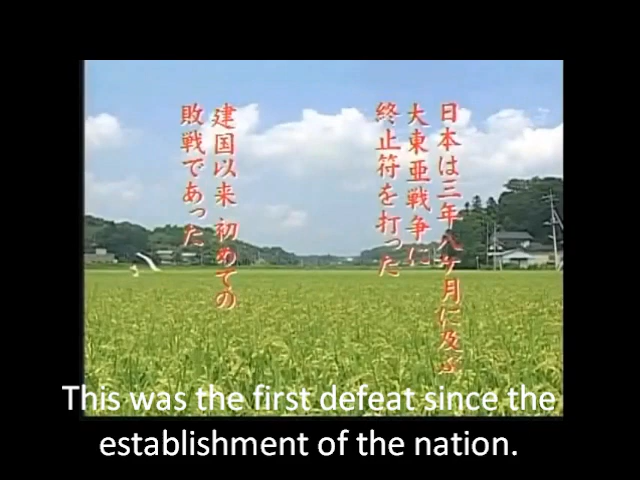 日本は三年八ケ月に及ぶ
大東亜戦争に
終止符を打った
建国以来 初めての
敗戦であった
This was the first defeat since the
establishment of the nation.